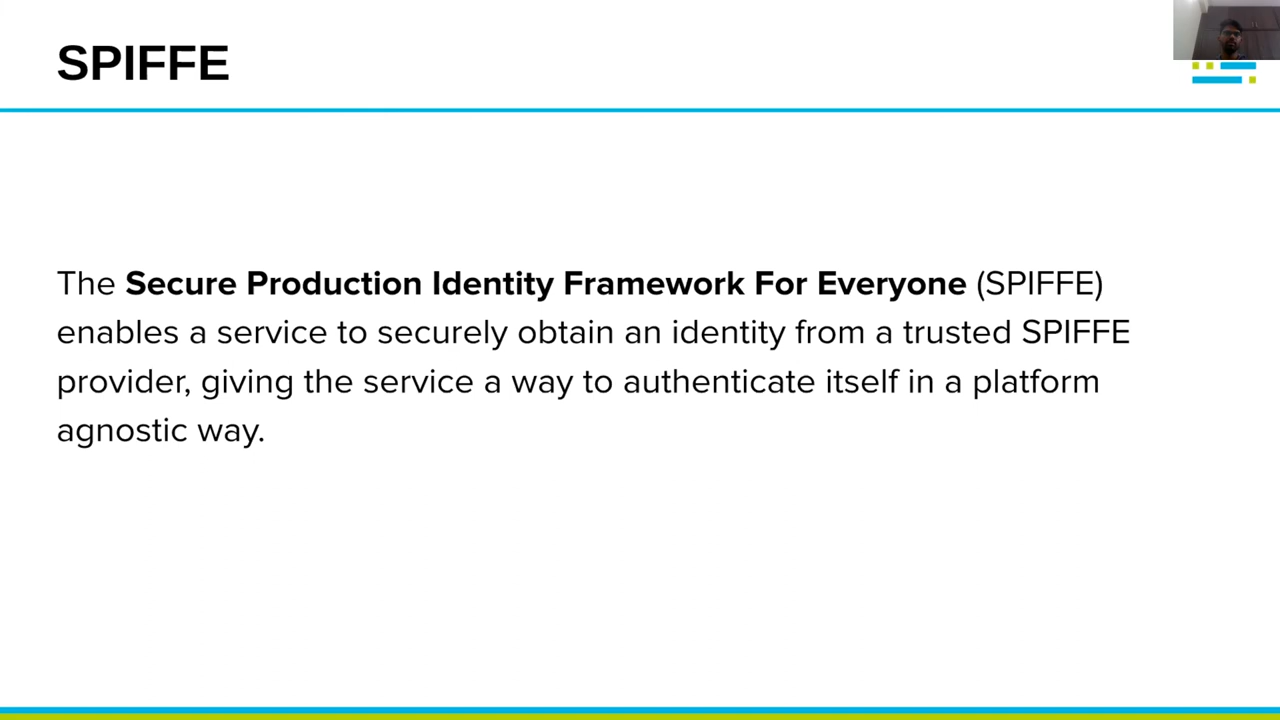 SPIFFE
The Secure Production Identity Framework For Everyone (SPIFFE)
enables a service to securely obtain an identity from a trusted SPIFFE
provider, giving the service a way to authenticate itself in a platform
agnostic way.